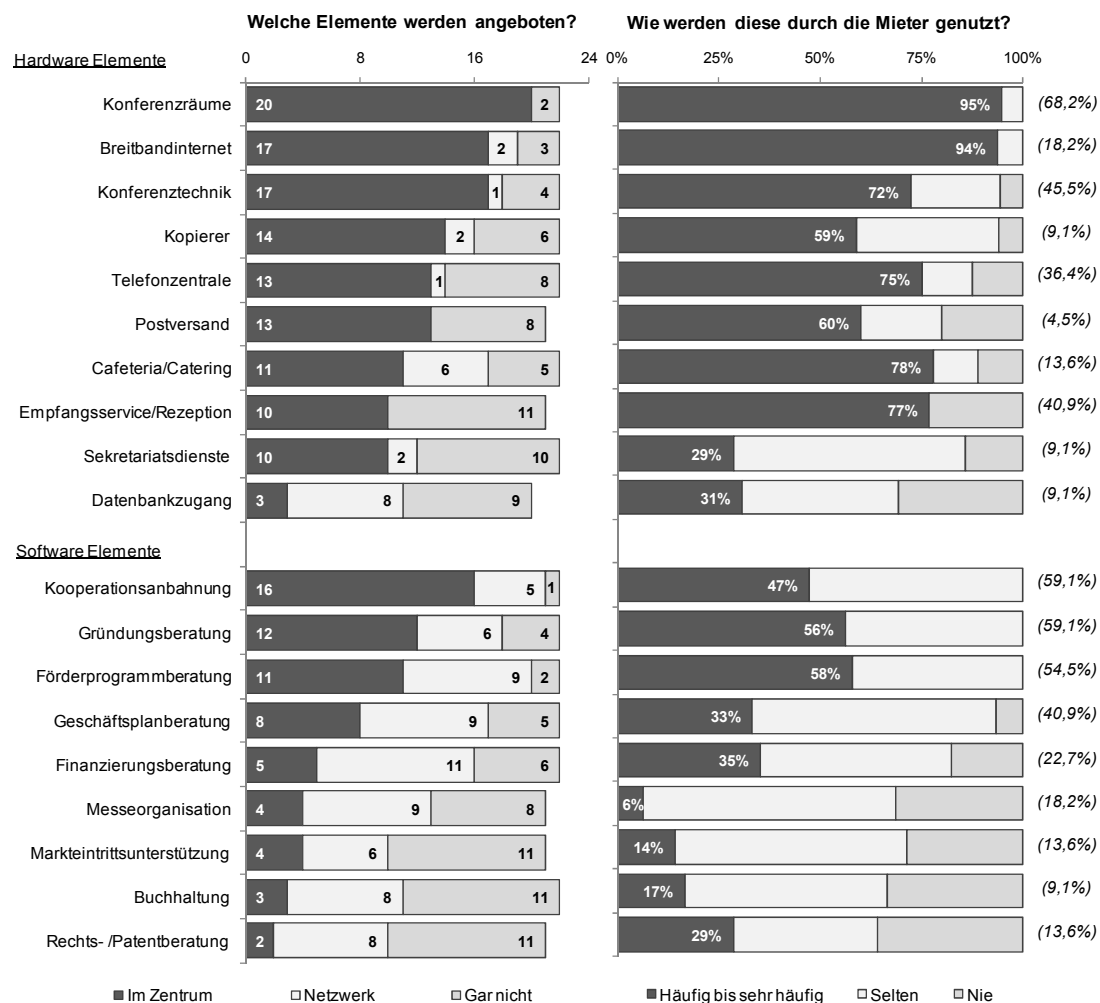 Welche Elemente werden angeboten? Wie werden diese durch die Mieter genutzt?
Hardware Elemente 0 8 16 24 0% 25% 50% 75% 100%
Konferenzräume 20 2 95% (68,2%)
Breitbandinternet 17 2 3 94% (18,2%)
Konferenztechnik 17 1 4 72% (45,5%)
Kopierer 14 2 6 59% (9,1%)
Telefonzentrale 13 1 8 75% (36,4%)
Postversand 13 8 60% (4,5%)
Cafeteria/Catering 11 6 5 78% (13,6%)
Empfangsservice/Rezeption 10 11 77% (40,9%)
Sekretariatsdienste 10 2 10 29% (9,1%)
Datenbankzugang 3 8 9 31% (9,1%)
Software Elemente
Kooperationsanbahnung 16 5 1 47% (59,1%)
Gründungsberatung 12 6 4 56% (59,1%)
Förderprogrammberatung 11 9 2 58% (54,5%)
Geschäftsplanberatung 8 9 5 33% (40,9%)
Finanzierungsberatung 5 11 6 35% (22,7%)
Messeorganisation 4 9 8 6% (18,2%)
Markteintrittsunterstützung 4 6 11 14% (13,6%)
Buchhaltung 3 8 11 17% (9,1%)
Rechts- /Patentberatung 2 8 11 29% (13,6%)
Im Zentrum Netzwerk Gar nicht Häufig bis sehr häufig Selten Nie